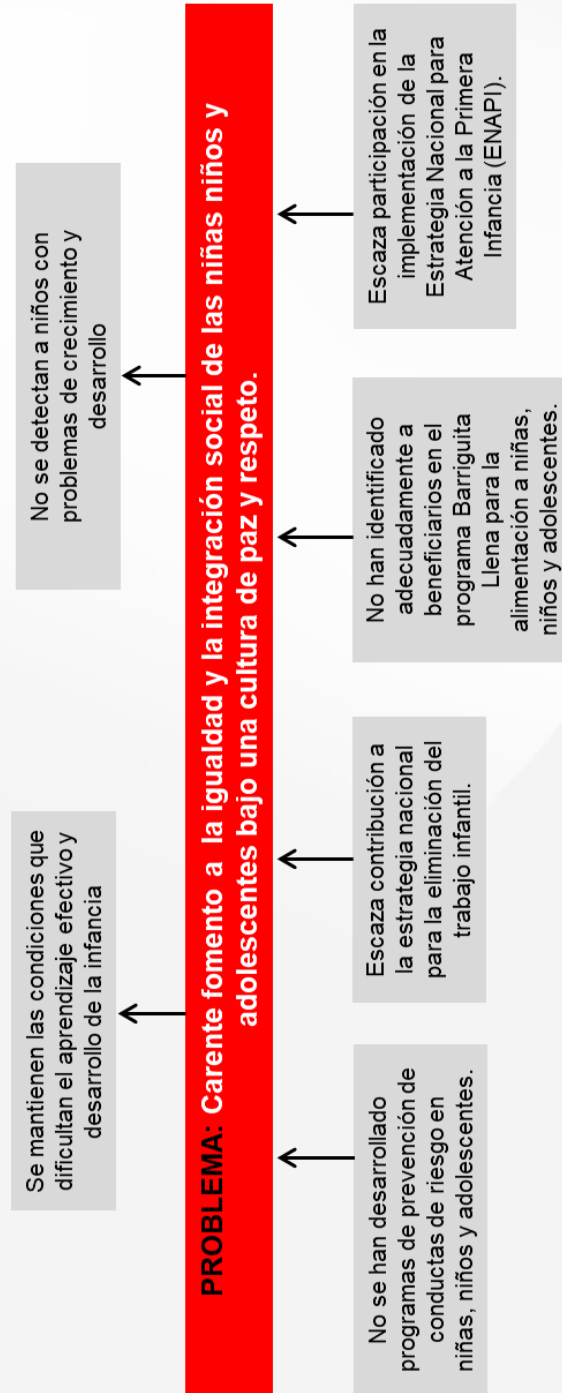 Se mantienen las condiciones que
dificultan el aprendizaje efectivo y
desarrollo de la infancia
No se detectan a niños con
problemas de crecimiento y
desarrollo
PROBLEMA: Carente fomento a la igualdad y la integración social de las niñas niños y
adolescentes bajo una cultura de paz y respeto.
No se han desarrollado
programas de prevención de
conductas de riesgo en
niñas, niños y adolescentes.
Escaza contribución a
la estrategia nacional
para la eliminación del
trabajo infantil.
No han identificado
adecuadamente a
beneficiarios en el
programa Barriguita
Llena para la
alimentación a niñas,
niños y adolescentes.
Escaza participación en la
implementación de la
Estrategia Nacional para
Atención a la Primera
Infancia (ENAPI).